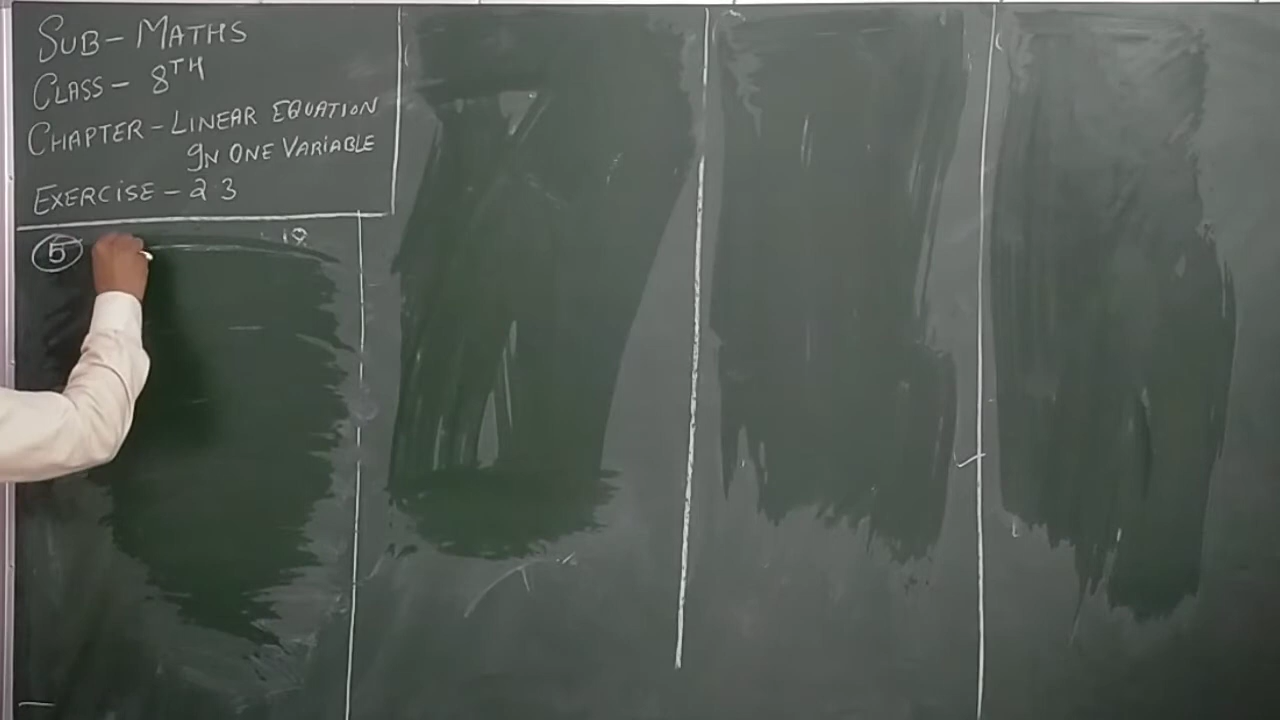 SUB- MATHS
CLASS- 8TH
CHAPTER- LINEAR EQUATION
IN ONE VARIABLE
EXERCISE - 2 3
5